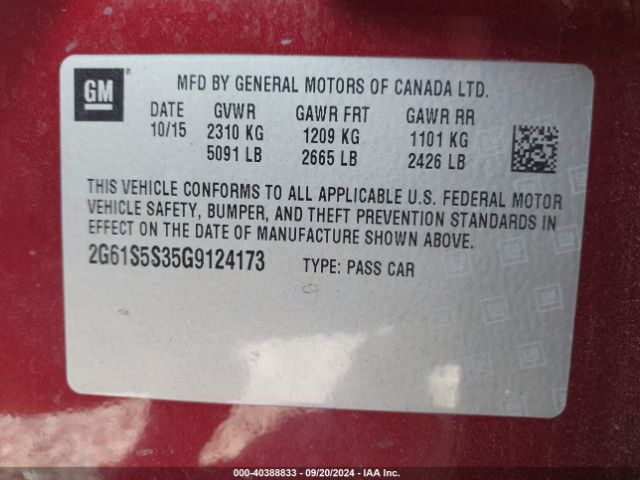 GM
MFD BY GENERAL MOTORS OF CANADA LTD.
DATE GVWR GAWR FRT GAWR RR
10/15 2310 KG 1209 KG 1101 KG
5091 LB 2665 LB 2426 LB
THIS VEHICLE CONFORMS TO ALL APPLICABLE U.S. FEDERAL MOTOR
VEHICLE SAFETY, BUMPER, AND THEFT PREVENTION STANDARDS IN
EFFECT ON THE DATE OF MANUFACTURE SHOWN ABOVE.
2G61S5S35G9124173 TYPE: PASS CAR
GM
000-40388833 / 09/20/2024 - IAA Inc.